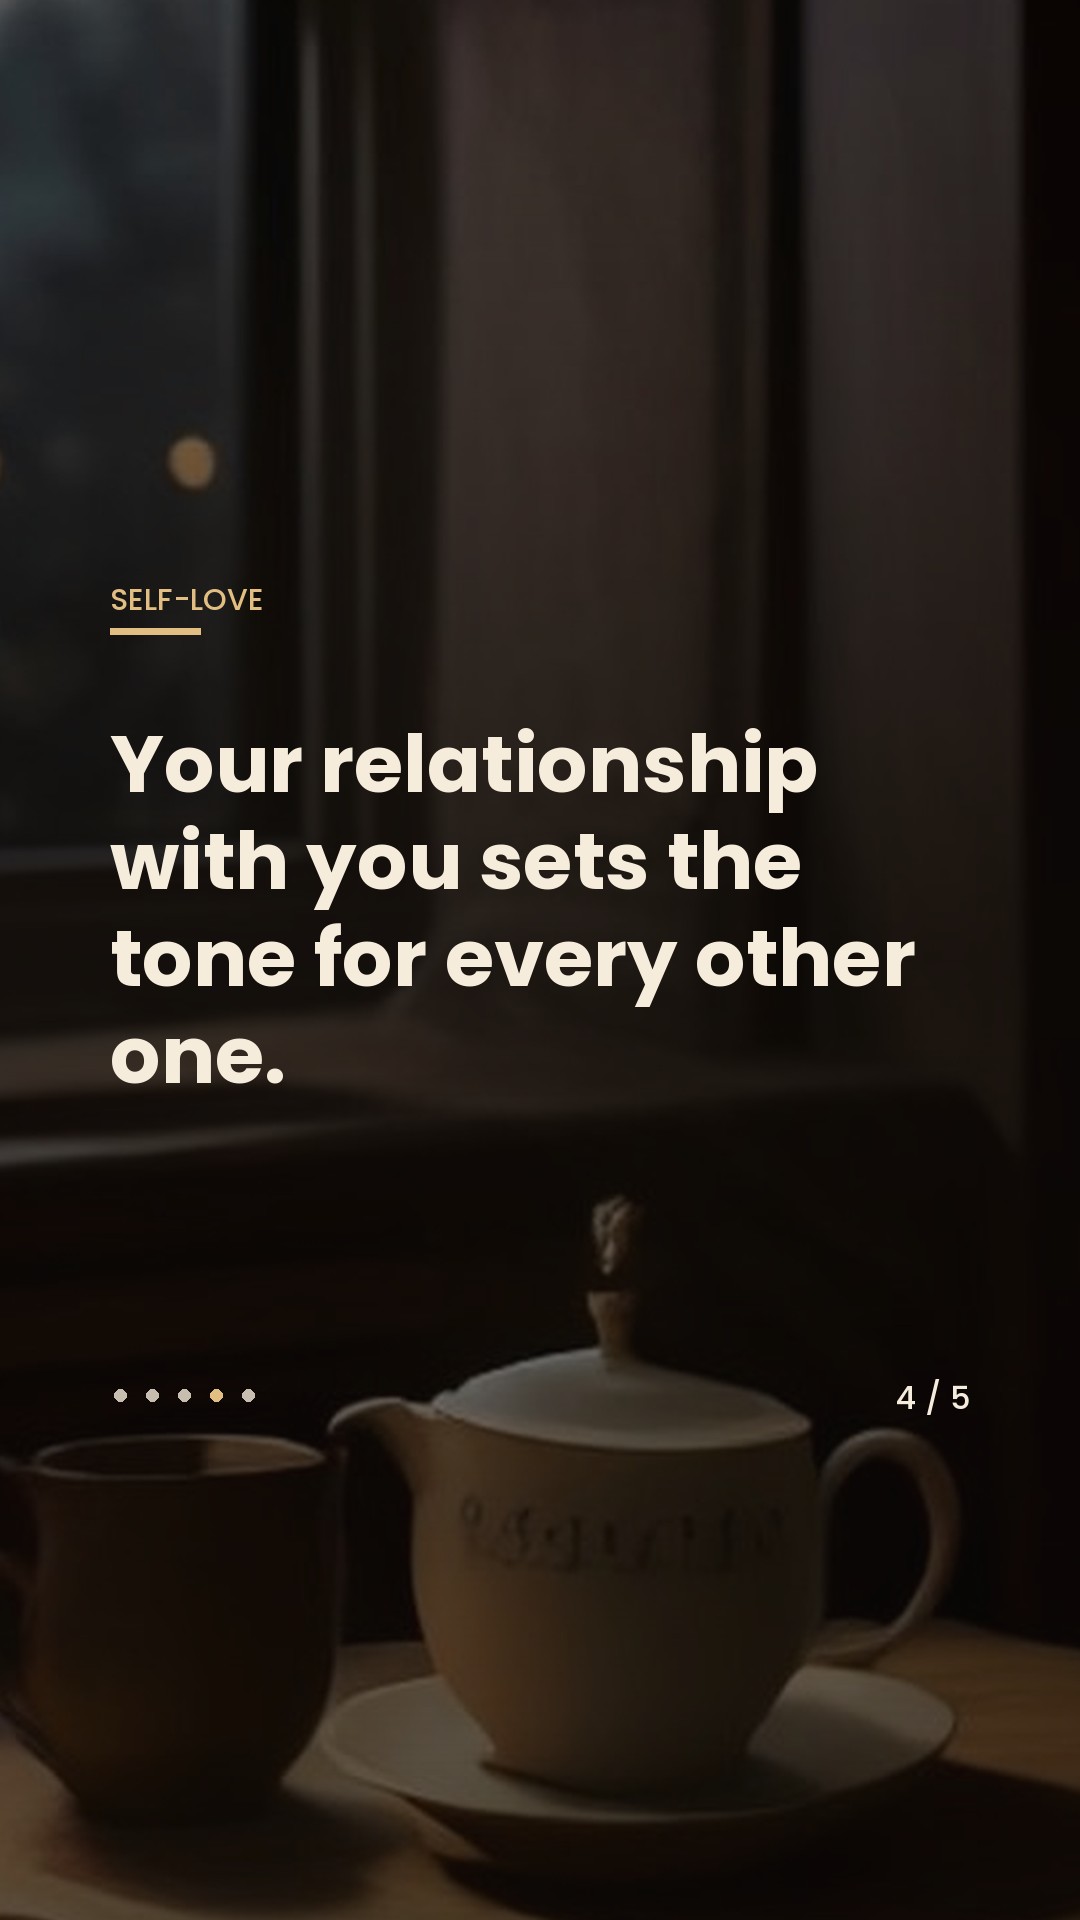 SELF-LOVE
Your relationship
with you sets the
tone for every other
one.
4 / 5